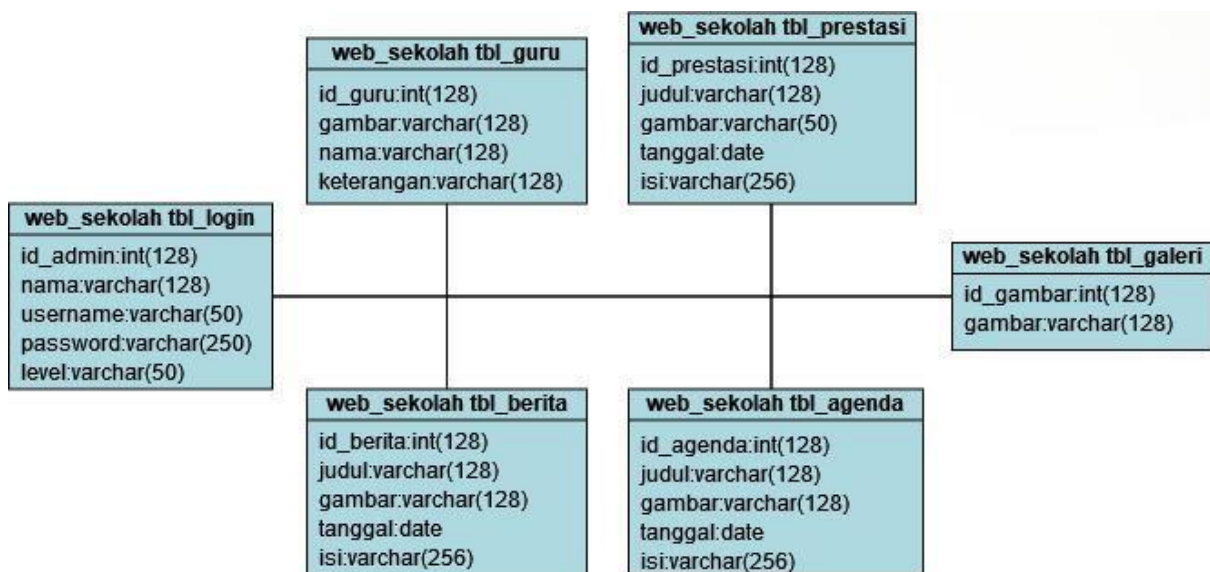 web_sekolah tbl_guru
id_guru:int(128)
gambar:varchar(128)
nama:varchar(128)
keterangan:varchar(128)
web_sekolah tbl_prestasi
id_prestasi:int(128)
judul:varchar(128)
gambar:varchar(50)
tanggal:date
isi:varchar(256)
web_sekolah tbl_login
id_admin:int(128)
nama:varchar(128)
username:varchar(50)
password:varchar(250)
level:varchar(50)
web_sekolah tbl_galeri
id_gambar:int(128)
gambar:varchar(128)
web_sekolah tbl_berita
id_berita:int(128)
judul:varchar(128)
gambar:varchar(128)
tanggal:date
isi:varchar(256)
web_sekolah tbl_agenda
id_agenda:int(128)
judul:varchar(128)
gambar:varchar(128)
tanggal:date
isi:varchar(256)